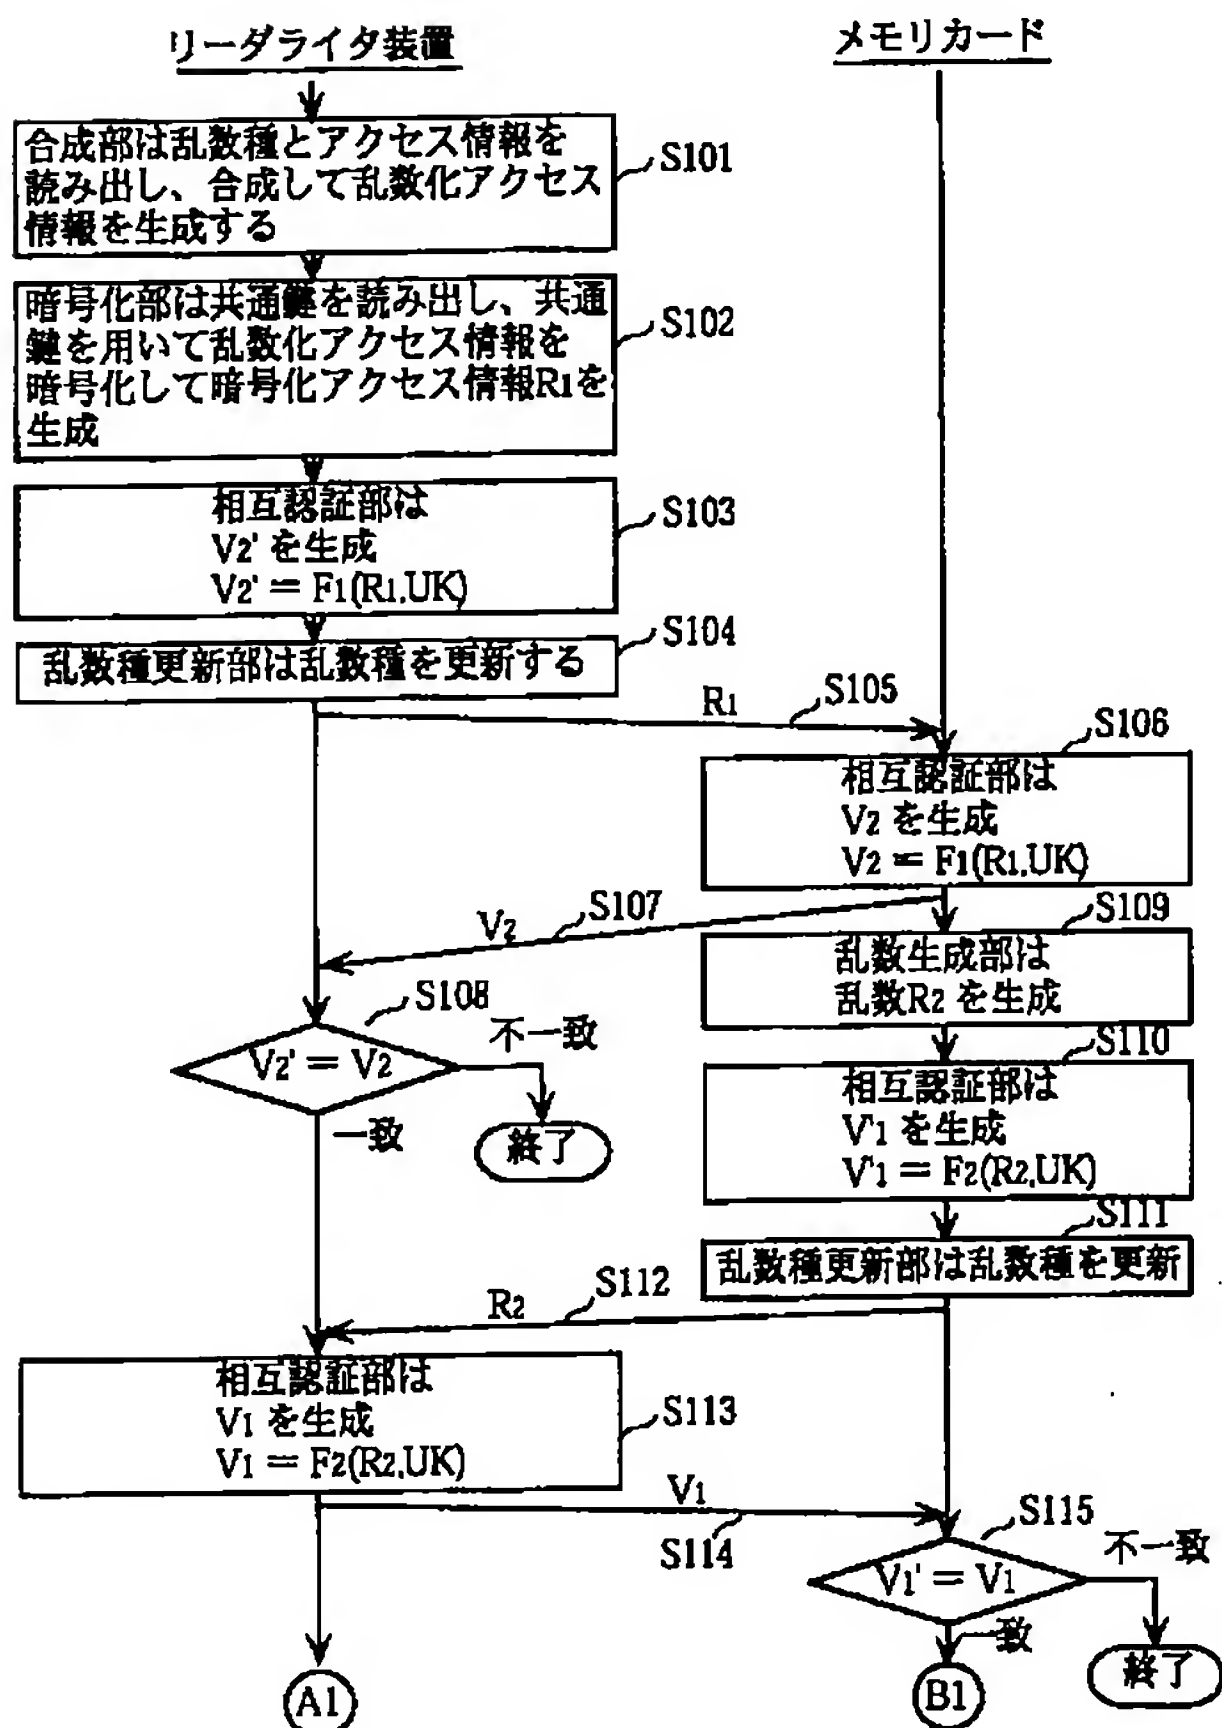 リーダライタ装置
メモリカード
合成部は乱数種とアクセス情報を
読み出し、合成して乱数化アクセス
情報を生成する
S101
暗号化部は共通鍵を読み出し、共通
鍵を用いて乱数化アクセス情報を
暗号化して暗号化アクセス情報R1を
生成
S102
相互認証部は
V2' を生成
V2' = F1(R1,UK)
S103
乱数種更新部は乱数種を更新する
S104
R1
S105
相互認証部は
V2 を生成
V2 = F1(R1,UK)
S106
V2
S107
乱数生成部は
乱数R2 を生成
S109
S108
V2' = V2
不一致
一致
終了
相互認証部は
V'1 を生成
V'1 = F2(R2,UK)
S110
乱数種更新部は乱数種を更新
S111
R2
S112
相互認証部は
V1 を生成
V1 = F2(R2,UK)
S113
V1
S114
S115
V1' = V1
不一致
一致
終了
A1
B1